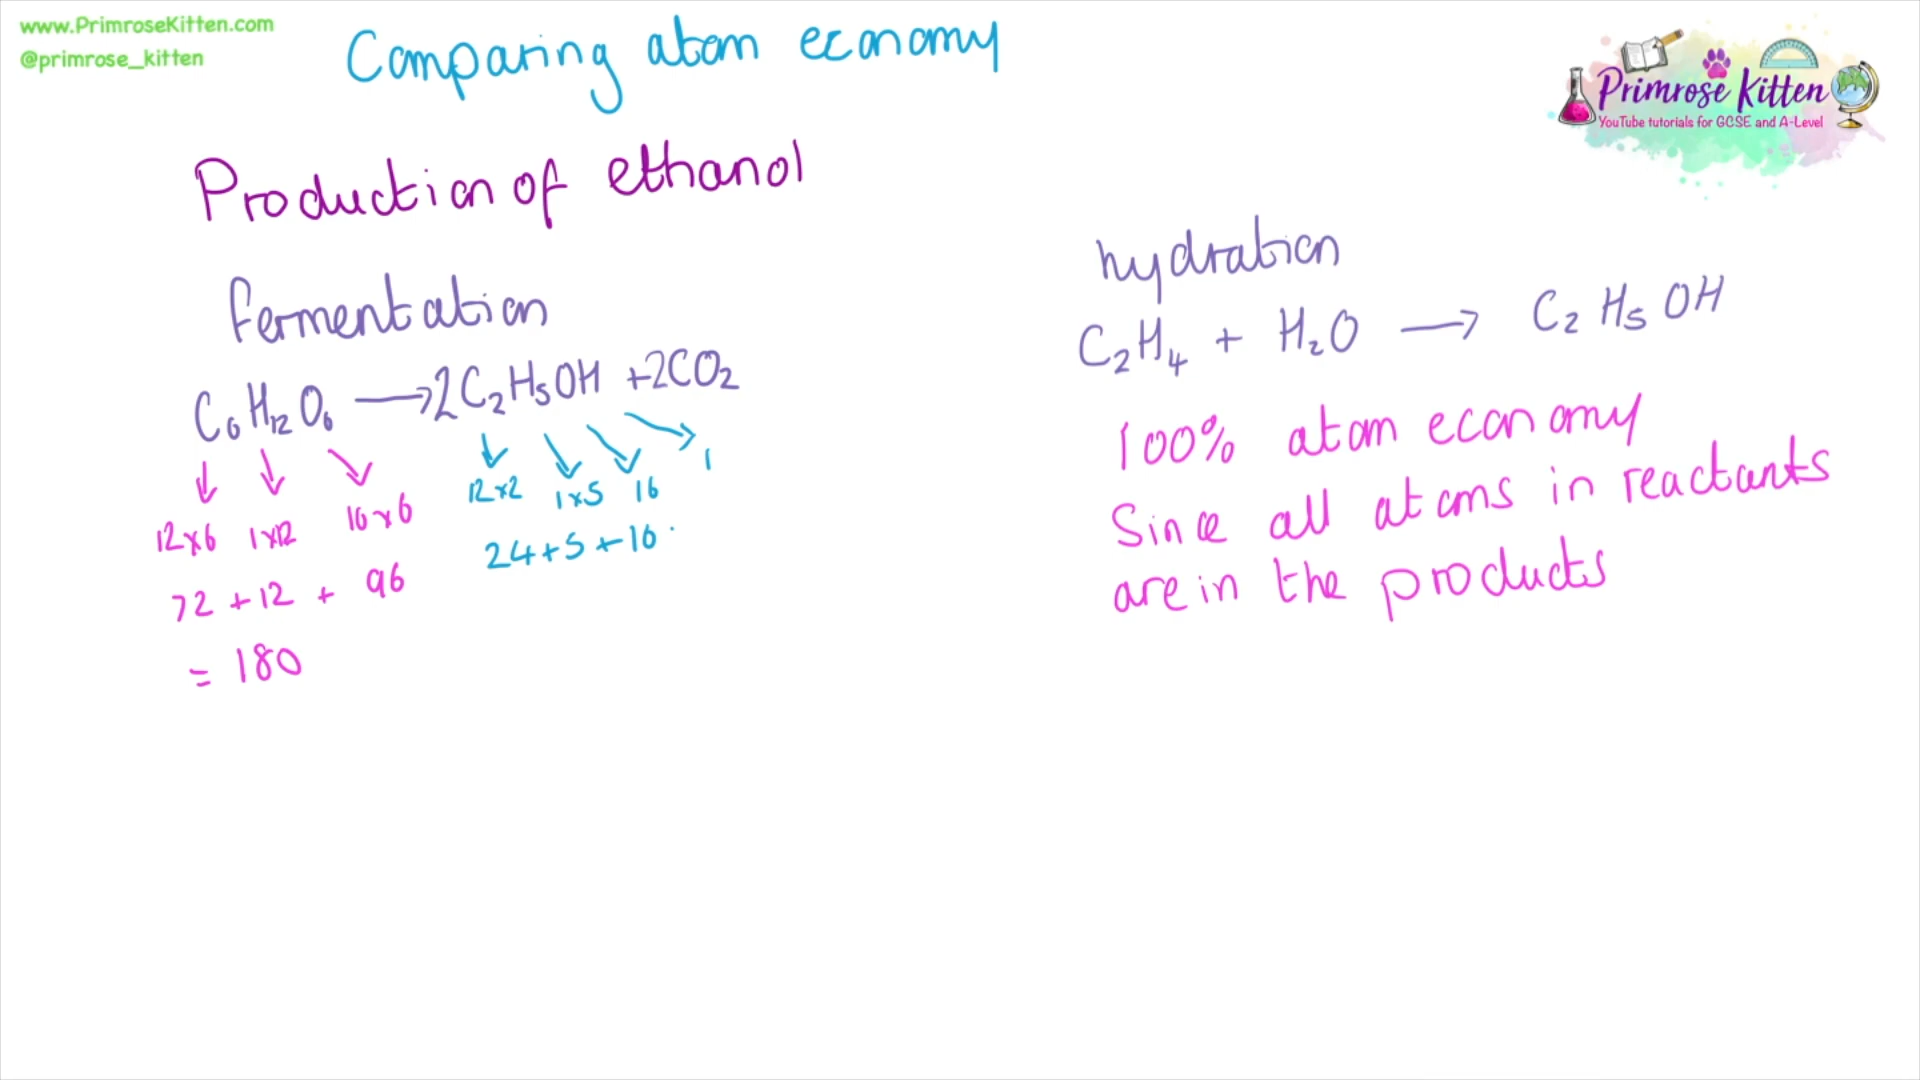 www.PrimroseKitten.com
@primrose_kitten
Comparing atom economy
Primrose Kitten
YouTube tutorials for GCSE and A-Level
Production of ethanol
fermentation
C6H12O6 → 2C2H5OH + 2CO2
12x6 1x12 16x6
72 + 12 + 96
= 180
12x2 1x5 16 1
24 + 5 + 16
hydration
C2H4 + H2O → C2H5OH
100% atom economy
Since all atoms in reactants
are in the products